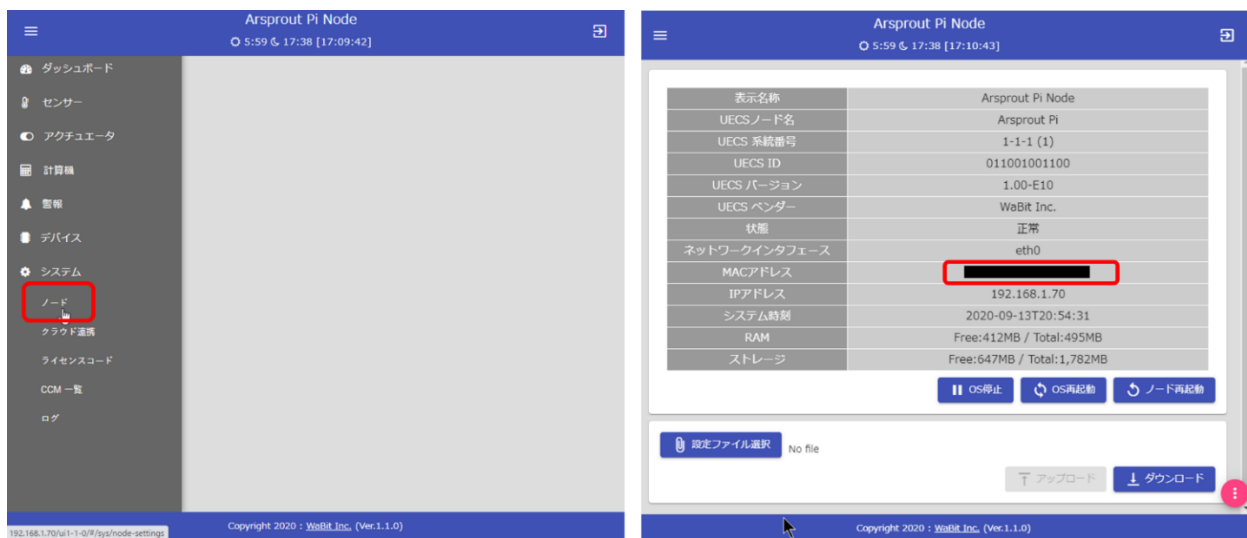 Arsprout Pi Node
5:59 17:38 [17:09:42]
ダッシュボード
センサー
アクチュエータ
計算機
警報
デバイス
システム
ノード
クラウド連携
ライセンスコード
CCM 一覧
ログ
Copyright 2020 : WaBit Inc. (Ver.1.1.0)
192.168.1.70/ui1-1-0/#/sys/node-settings
Arsprout Pi Node
5:59 17:38 [17:10:43]
表示名称 Arsprout Pi Node
UECSノード名 Arsprout Pi
UECS 系統番号 1-1-1 (1)
UECS ID 011001001100
UECS バージョン 1.00-E10
UECS ベンダー WaBit Inc.
状態 正常
ネットワークインタフェース eth0
MACアドレス
IPアドレス 192.168.1.70
システム時刻 2020-09-13T20:54:31
RAM Free:412MB / Total:495MB
ストレージ Free:647MB / Total:1,782MB
OS停止 OS再起動 ノード再起動
設定ファイル選択 No file
アップロード ダウンロード
Copyright 2020 : WaBit Inc. (Ver.1.1.0)